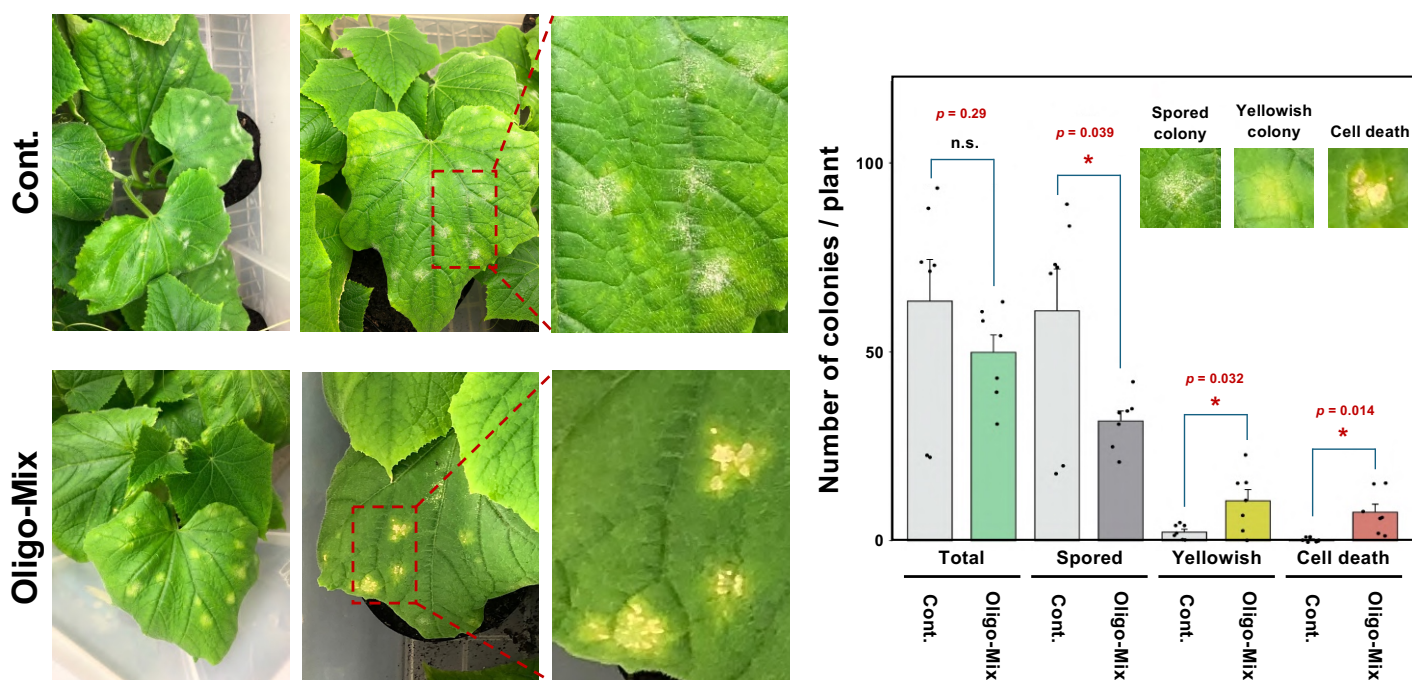 Cont.
Oligo-Mix
Number of colonies / plant
100
50
0
p = 0.29
n.s.
p = 0.039
*
p = 0.032
*
p = 0.014
*
Spored
colony
Yellowish
colony
Cell death
Total
Spored
Yellowish
Cell death
Cont.
Oligo-Mix
Cont.
Oligo-Mix
Cont.
Oligo-Mix
Cont.
Oligo-Mix